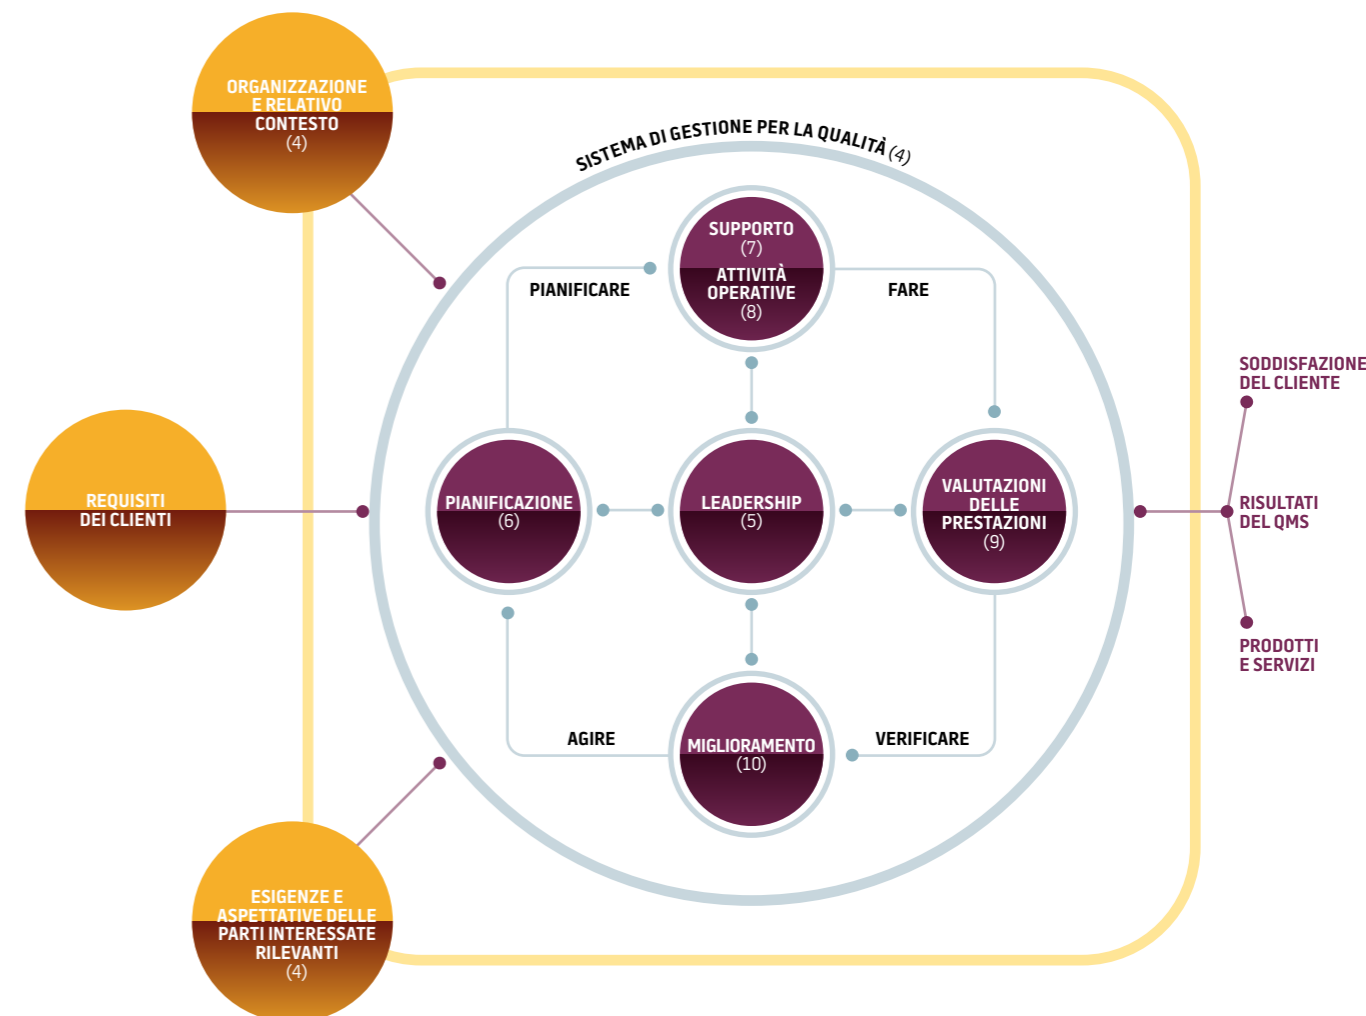 ORGANIZZAZIONE
E RELATIVO
CONTESTO
(4)
SISTEMA DI GESTIONE PER LA QUALITÀ (4)
SUPPORTO
(7)
ATTIVITÀ
OPERATIVE
(8)
PIANIFICARE
FARE
SODDISFAZIONE
DEL CLIENTE
REQUISITI
DEI CLIENTI
PIANIFICAZIONE
(6)
LEADERSHIP
(5)
VALUTAZIONI
DELLE
PRESTAZIONI
(9)
RISULTATI
DEL QMS
PRODOTTI
E SERVIZI
AGIRE
MIGLIORAMENTO
(10)
VERIFICARE
ESIGENZE E
ASPETTATIVE DELLE
PARTI INTERESSATE
RILEVANTI
(4)